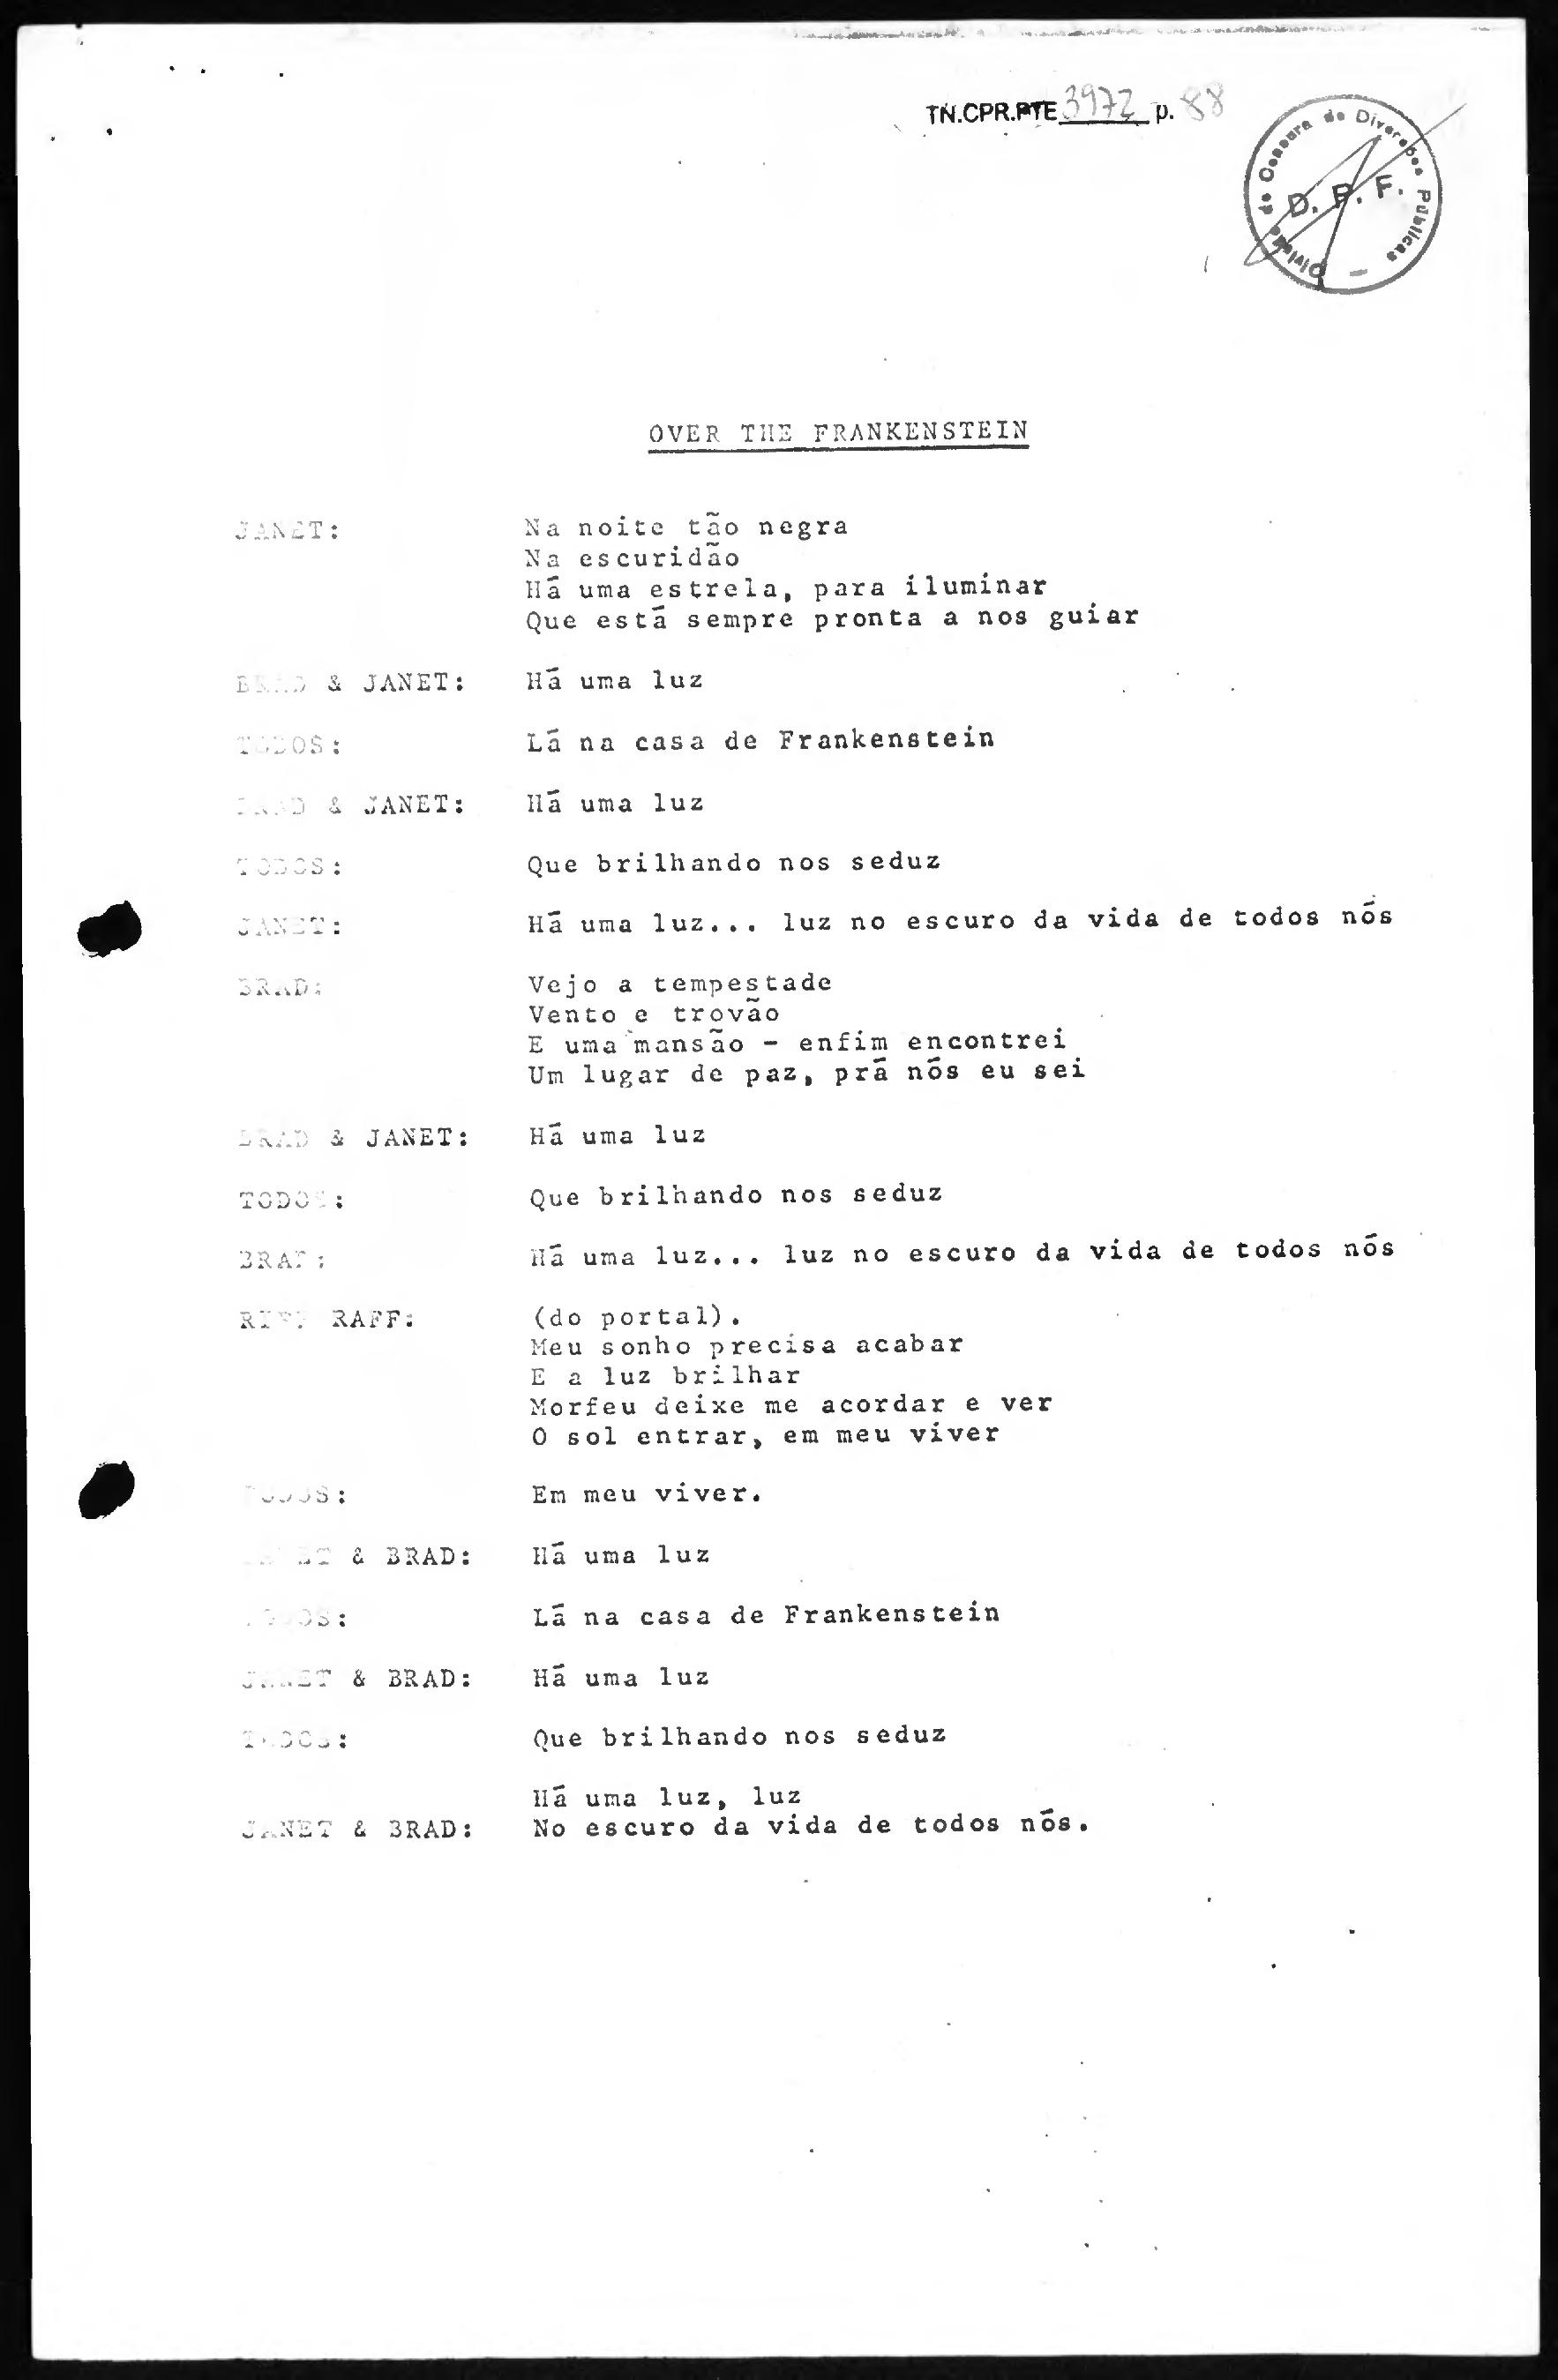 TN.CPR.PTE 3972 p. 88
Divisão de Censura de Diversões Públicas —
D. P. F.
OVER THE FRANKENSTEIN
JANET: Na noite tão negra
Na escuridão
Há uma estrela, para iluminar
Que está sempre pronta a nos guiar
BRAD & JANET: Há uma luz
TODOS: Lá na casa de Frankenstein
BRAD & JANET: Há uma luz
TODOS: Que brilhando nos seduz
JANET: Há uma luz... luz no escuro da vida de todos nós
BRAD: Vejo a tempestade
Vento e trovão
E uma mansão - enfim encontrei
Um lugar de paz, prá nós eu sei
BRAD & JANET: Há uma luz
TODOS: Que brilhando nos seduz
BRAD: Há uma luz... luz no escuro da vida de todos nós
RIFF RAFF: (do portal).
Meu sonho precisa acabar
E a luz brilhar
Morfeu deixe me acordar e ver
O sol entrar, em meu viver
TODOS: Em meu viver.
JANET & BRAD: Há uma luz
TODOS: Lá na casa de Frankenstein
JANET & BRAD: Há uma luz
TODOS: Que brilhando nos seduz
Há uma luz, luz
JANET & BRAD: No escuro da vida de todos nós.